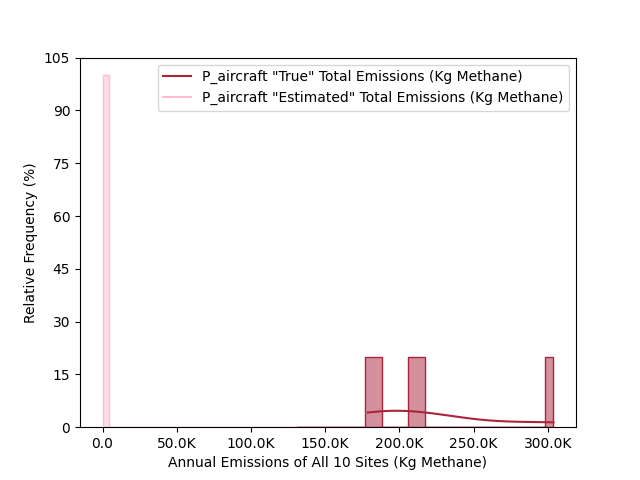 105
90
75
60
45
30
15
0
Relative Frequency (%)
P_aircraft "True" Total Emissions (Kg Methane)
P_aircraft "Estimated" Total Emissions (Kg Methane)
0.0 50.0K 100.0K 150.0K 200.0K 250.0K 300.0K
Annual Emissions of All 10 Sites (Kg Methane)